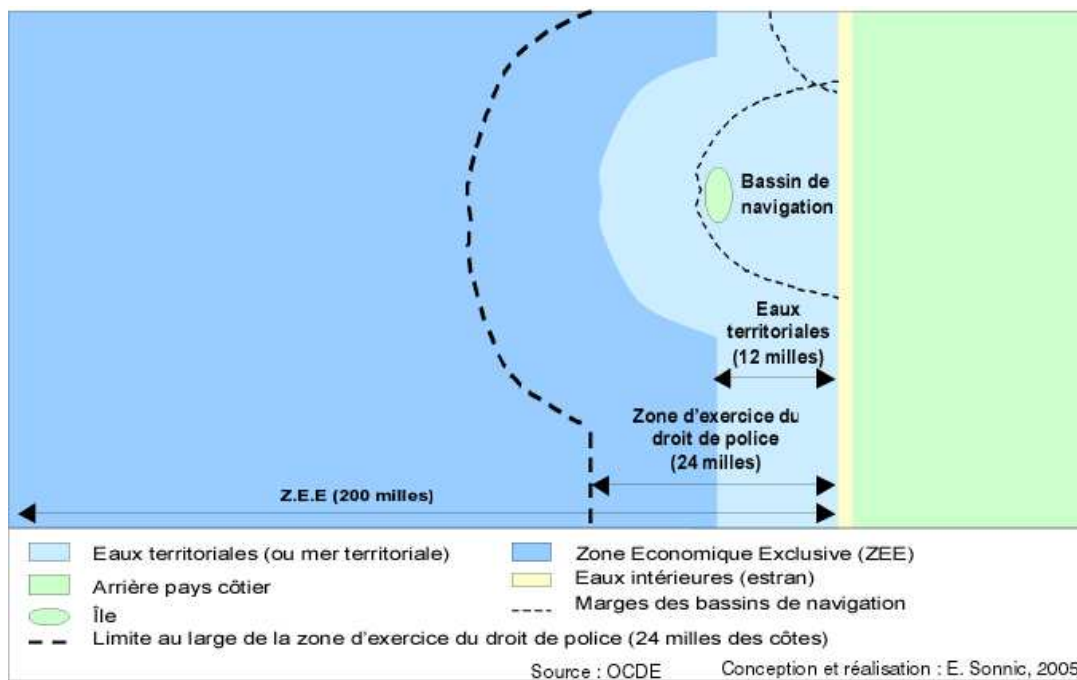 Bassin de
navigation
Eaux
territoriales
(12 milles)
Zone d'exercice du
droit de police
(24 milles)
Z.E.E (200 milles)
Eaux territoriales (ou mer territoriale)
Zone Economique Exclusive (ZEE)
Arrière pays côtier
Eaux intérieures (estran)
Île
Marges des bassins de navigation
Limite au large de la zone d'exercice du droit de police (24 milles des côtes)
Source : OCDE
Conception et réalisation : E. Sonnic, 2005